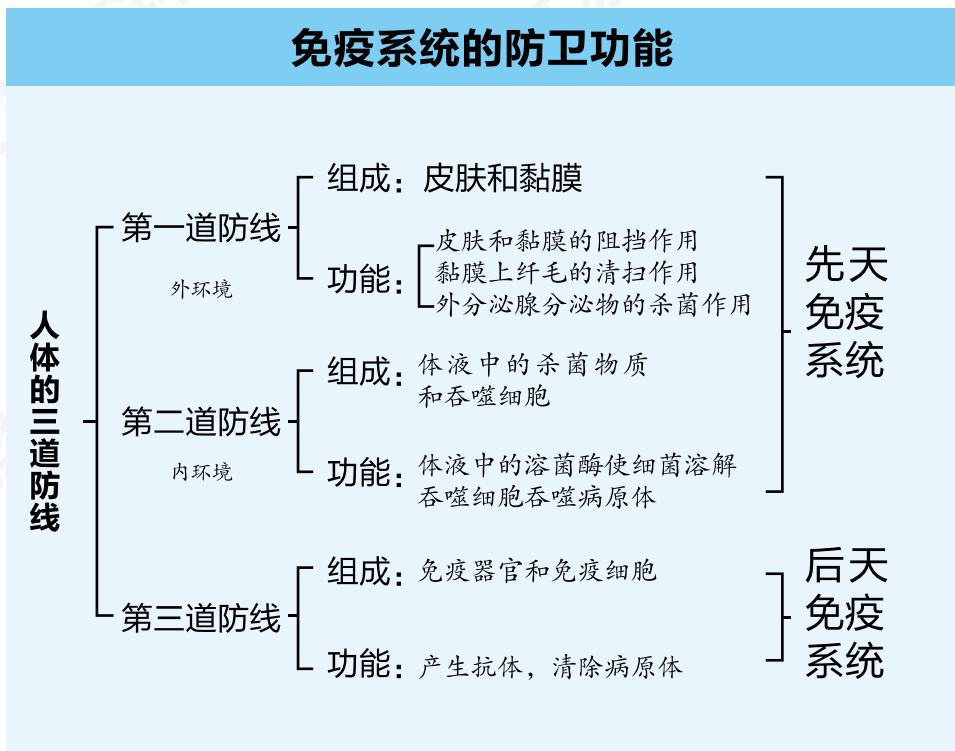 免疫系统的防卫功能
人体的三道防线
第一道防线
外环境
组成：皮肤和黏膜
功能：
皮肤和黏膜的阻挡作用
黏膜上纤毛的清扫作用
外分泌腺分泌物的杀菌作用
第二道防线
内环境
组成：体液中的杀菌物质
和吞噬细胞
功能：体液中的溶菌酶使细菌溶解
吞噬细胞吞噬病原体
先天
免疫
系统
第三道防线
组成：免疫器官和免疫细胞
功能：产生抗体，清除病原体
后天
免疫
系统